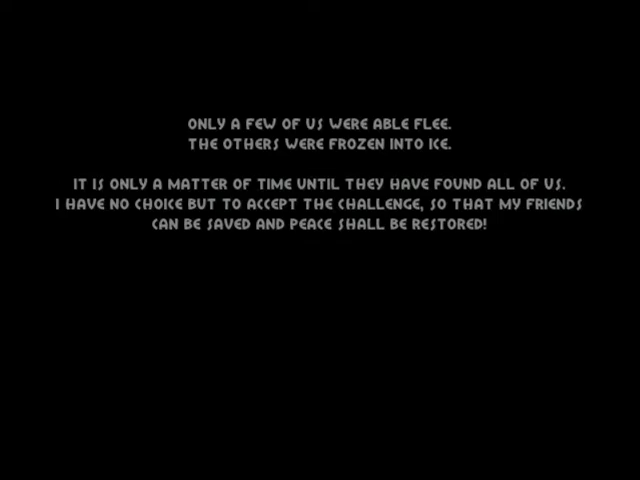 ONLY A FEW OF US WERE ABLE FLEE.
THE OTHERS WERE FROZEN INTO ICE.
IT IS ONLY A MATTER OF TIME UNTIL THEY HAVE FOUND ALL OF US.
I HAVE NO CHOICE BUT TO ACCEPT THE CHALLENGE, SO THAT MY FRIENDS
CAN BE SAVED AND PEACE SHALL BE RESTORED!